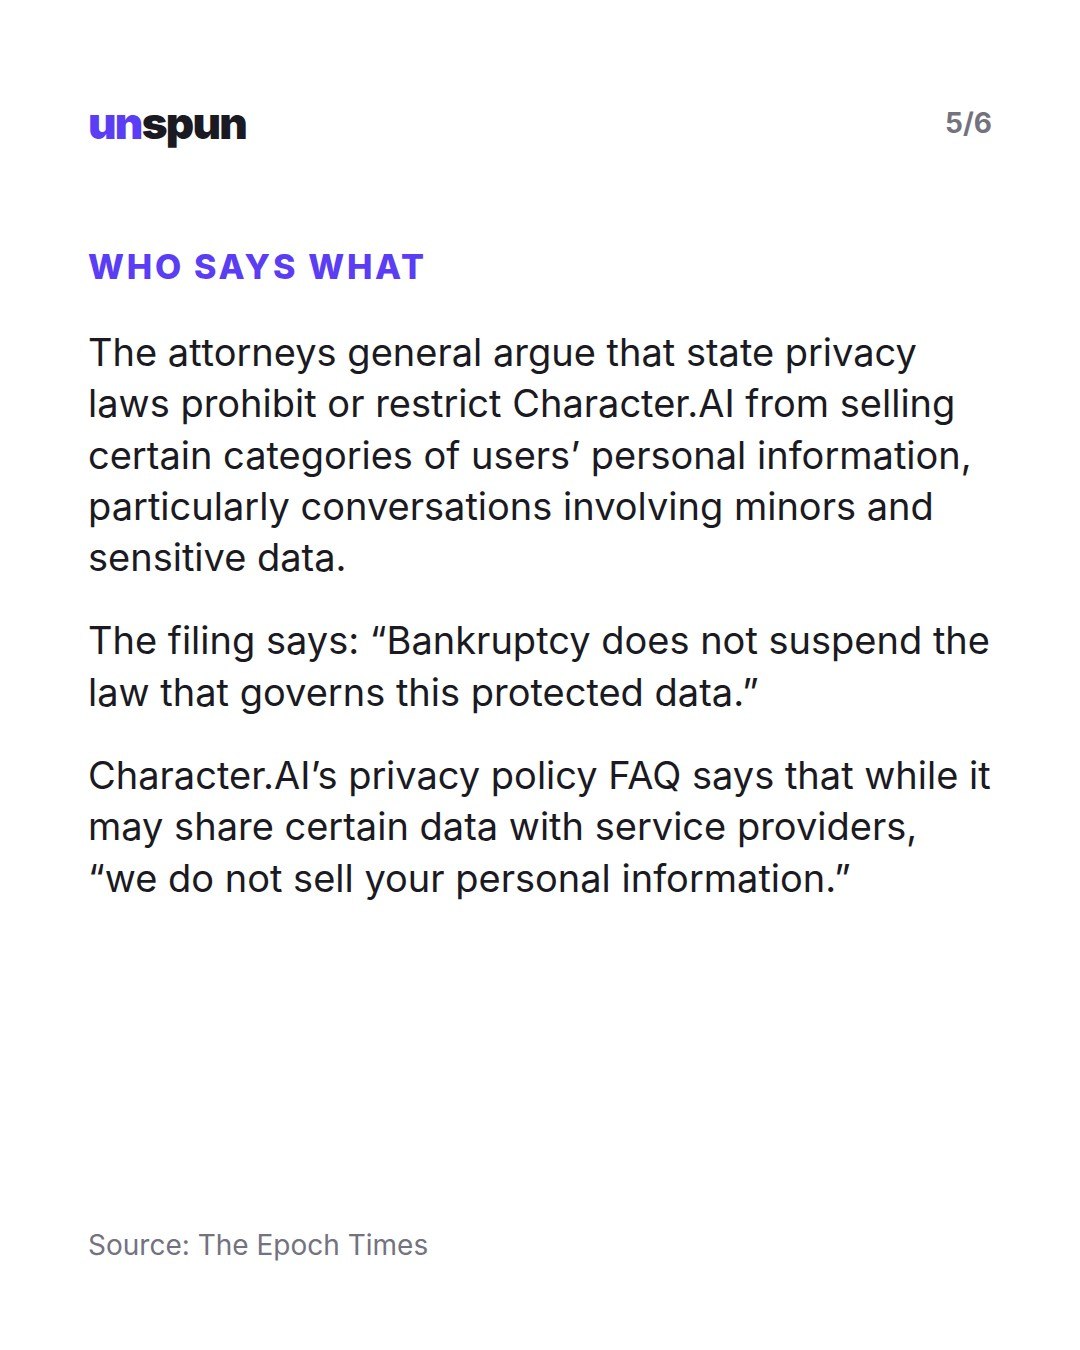 unspun
5/6
WHO SAYS WHAT
The attorneys general argue that state privacy
laws prohibit or restrict Character.AI from selling
certain categories of users’ personal information,
particularly conversations involving minors and
sensitive data.
The filing says: “Bankruptcy does not suspend the
law that governs this protected data.”
Character.AI’s privacy policy FAQ says that while it
may share certain data with service providers,
“we do not sell your personal information.”
Source: The Epoch Times